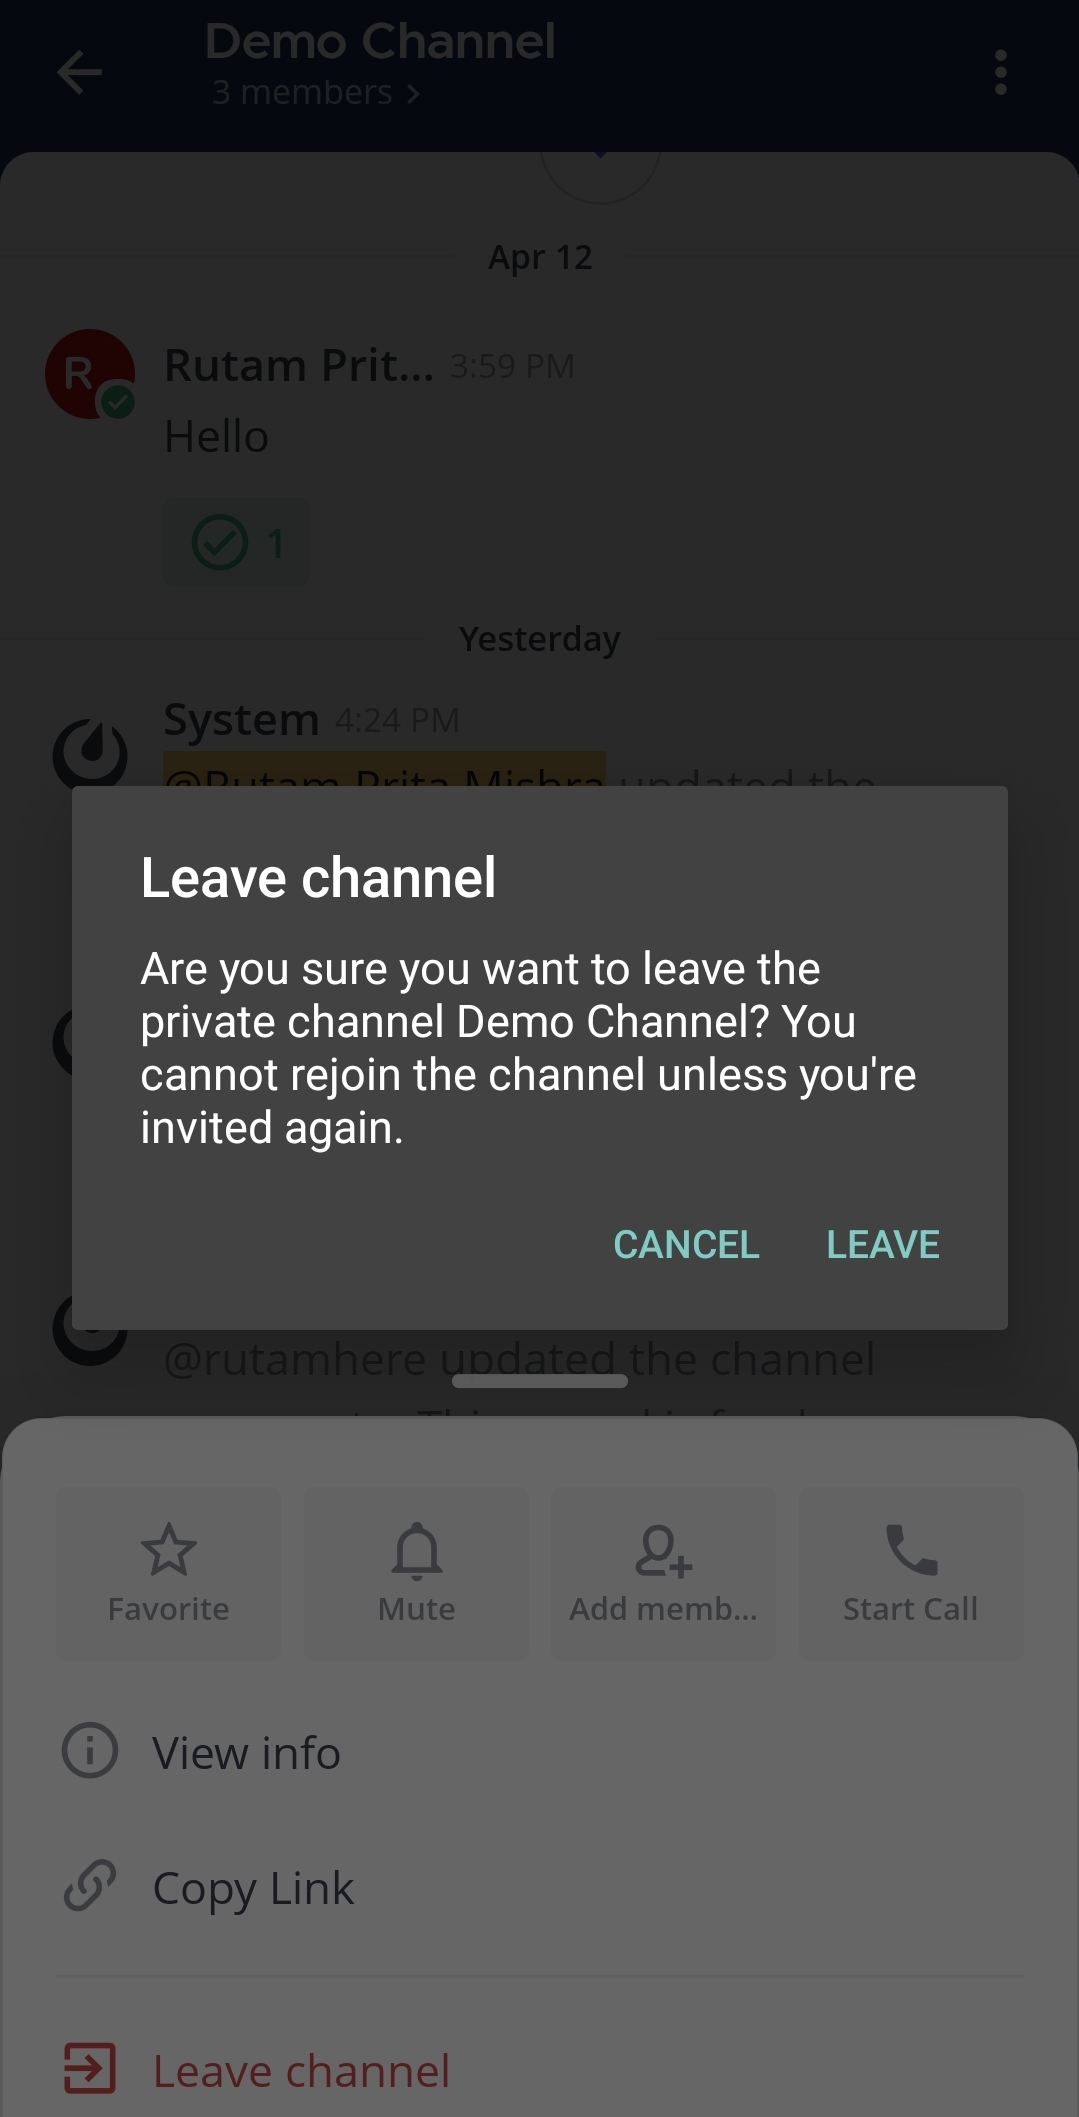 Demo Channel
3 members
Apr 12
R
Rutam Prit... 3:59 PM
Hello
1
Yesterday
System 4:24 PM
@Rutam Prita Mishra updated the
Leave channel
Are you sure you want to leave the
private channel Demo Channel? You
cannot rejoin the channel unless you're
invited again.
CANCEL LEAVE
@rutamhere updated the channel
Favorite Mute Add memb... Start Call
View info
Copy Link
Leave channel